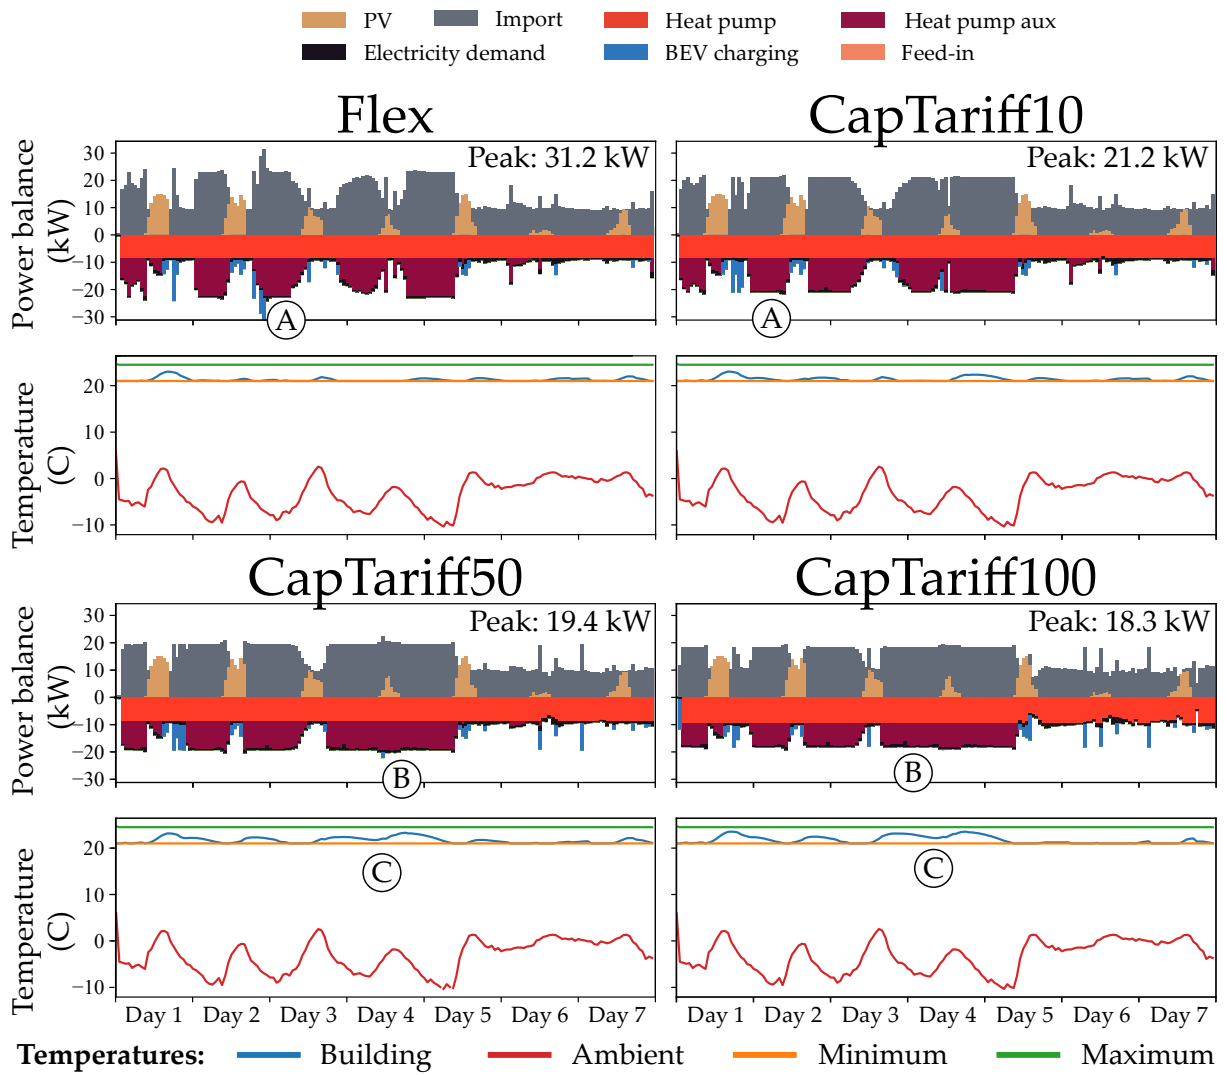 PV Import Heat pump Heat pump aux
Electricity demand BEV charging Feed-in
Flex CapTariff10
Power balance
(kW)
30
20
10
0
−10
−20
−30
Peak: 31.2 kW
A
Peak: 21.2 kW
A
Temperature
(C)
20
10
0
−10
CapTariff50 CapTariff100
Power balance
(kW)
30
20
10
0
−10
−20
−30
Peak: 19.4 kW
B
Peak: 18.3 kW
B
Temperature
(C)
20
10
0
−10
C
C
Day 1 Day 2 Day 3 Day 4 Day 5 Day 6 Day 7 Day 1 Day 2 Day 3 Day 4 Day 5 Day 6 Day 7
Temperatures: Building Ambient Minimum Maximum